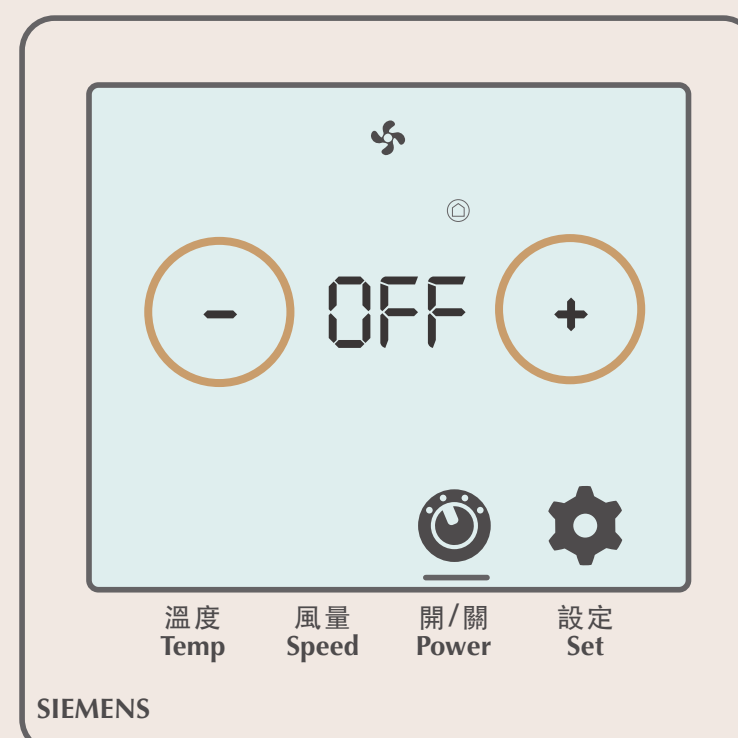 - OFF +
溫度 風量 開/關 設定
Temp Speed Power Set
SIEMENS